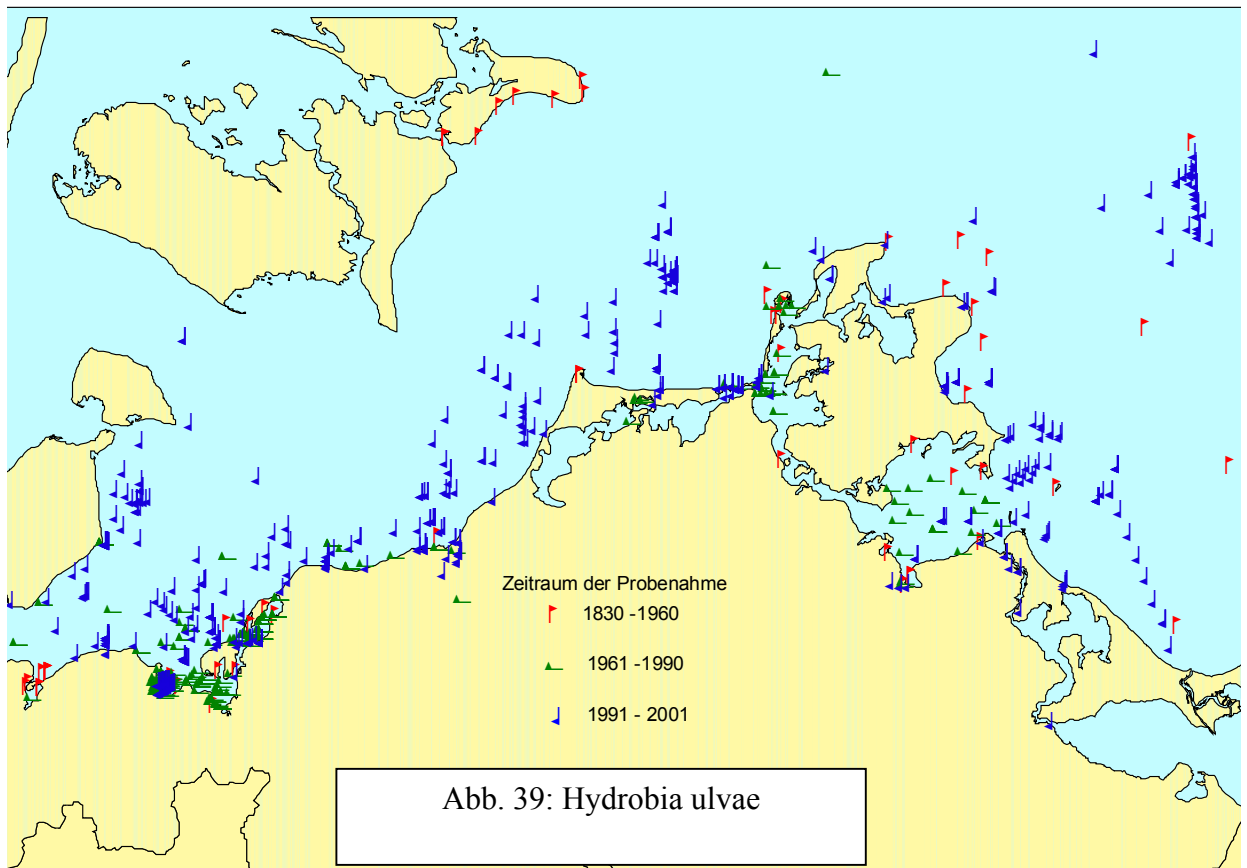 Zeitraum der Probenahme
1830 -1960
1961 -1990
1991 - 2001
Abb. 39: Hydrobia ulvae